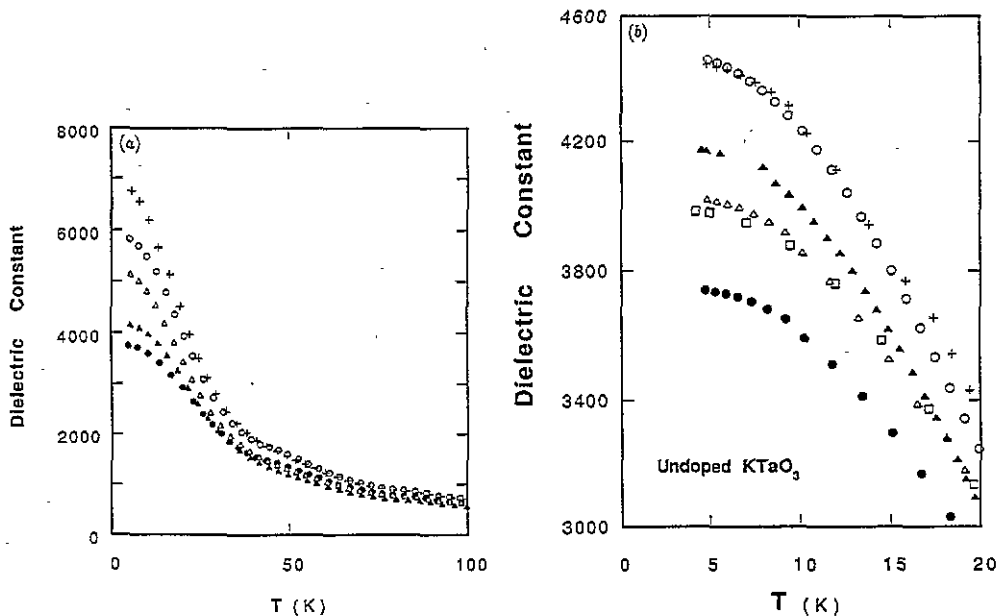 (a)
8000
6000
4000
2000
0
0
50
100
Dielectric Constant
T (K)
(b)
4600
4200
3800
3400
3000
0
5
10
15
20
Dielectric Constant
Undoped KTaO₃
T (K)